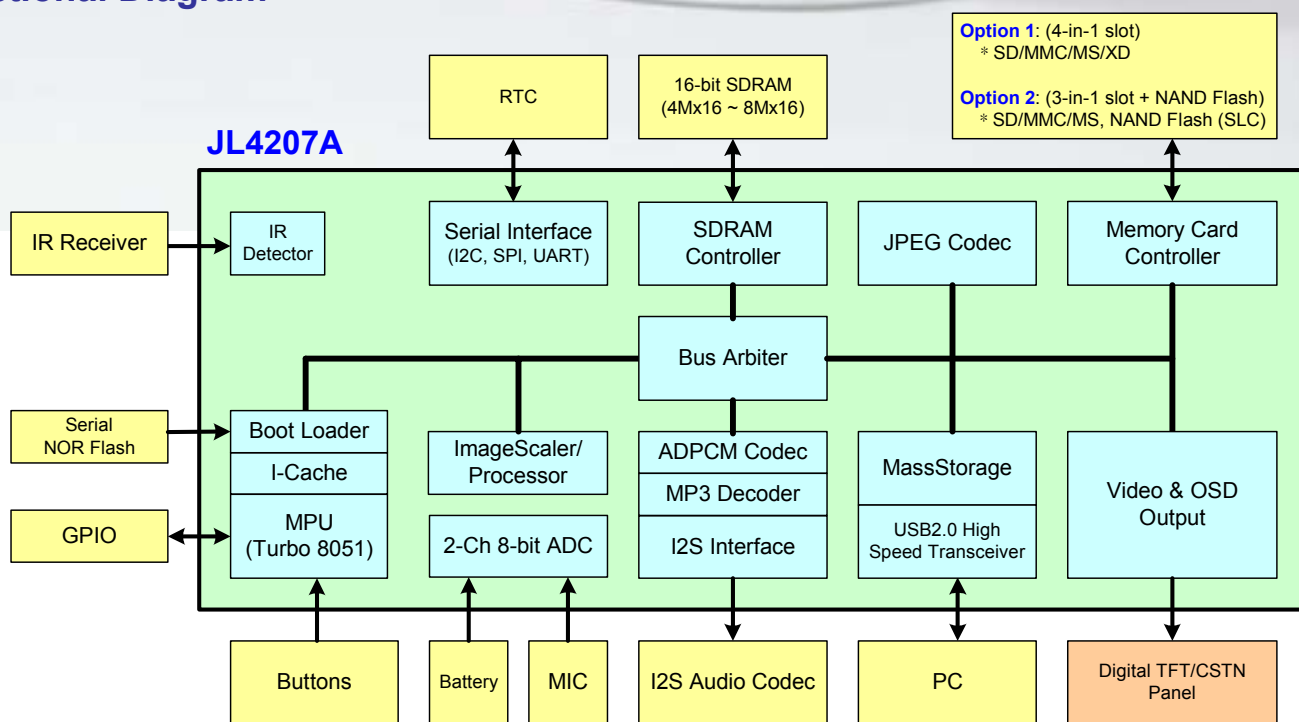 Option 1: (4-in-1 slot)
* SD/MMC/MS/XD
Option 2: (3-in-1 slot + NAND Flash)
* SD/MMC/MS, NAND Flash (SLC)
RTC
16-bit SDRAM
(4Mx16 ~ 8Mx16)
JL4207A
IR Receiver
IR
Detector
Serial Interface
(I2C, SPI, UART)
SDRAM
Controller
JPEG Codec
Memory Card
Controller
Bus Arbiter
Serial
NOR Flash
Boot Loader
I-Cache
MPU
(Turbo 8051)
GPIO
ImageScaler/
Processor
2-Ch 8-bit ADC
ADPCM Codec
MP3 Decoder
I2S Interface
MassStorage
USB2.0 High
Speed Transceiver
Video & OSD
Output
Buttons
Battery
MIC
I2S Audio Codec
PC
Digital TFT/CSTN
Panel